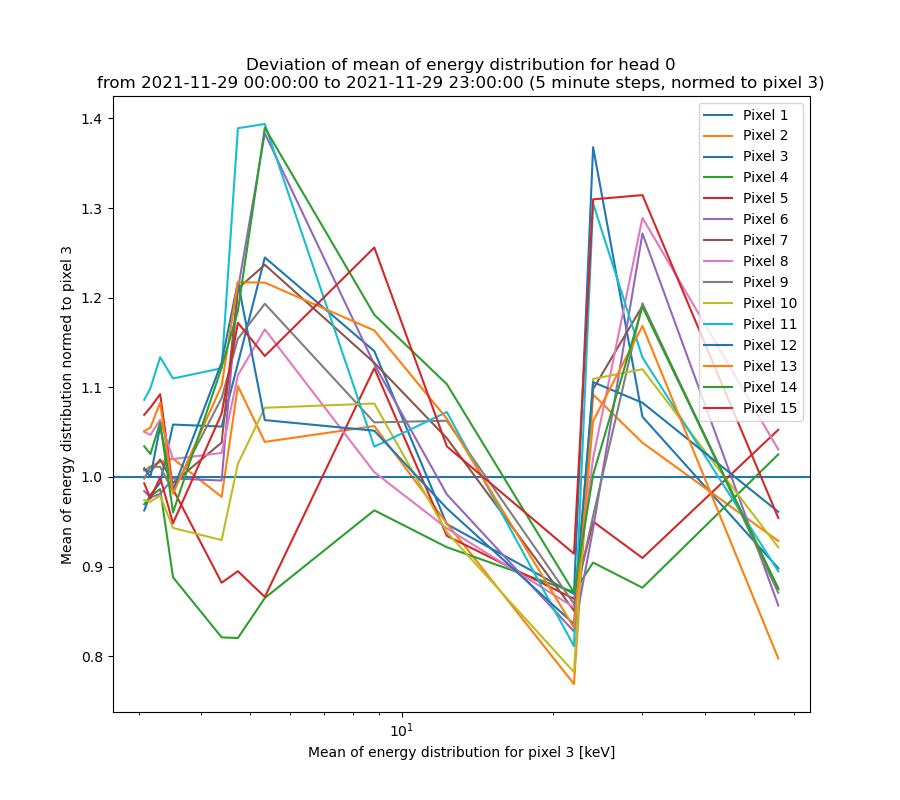 Deviation of mean of energy distribution for head 0
from 2021-11-29 00:00:00 to 2021-11-29 23:00:00 (5 minute steps, normed to pixel 3)
Mean of energy distribution normed to pixel 3
1.4
1.3
1.2
1.1
1.0
0.9
0.8
Pixel 1
Pixel 2
Pixel 3
Pixel 4
Pixel 5
Pixel 6
Pixel 7
Pixel 8
Pixel 9
Pixel 10
Pixel 11
Pixel 12
Pixel 13
Pixel 14
Pixel 15
10¹
Mean of energy distribution for pixel 3 [keV]